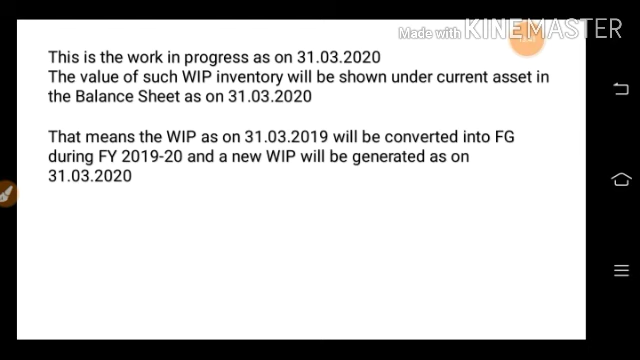 Made with KINEMASTER
This is the work in progress as on 31.03.2020
The value of such WIP inventory will be shown under current asset in
the Balance Sheet as on 31.03.2020
That means the WIP as on 31.03.2019 will be converted into FG
during FY 2019-20 and a new WIP will be generated as on
31.03.2020